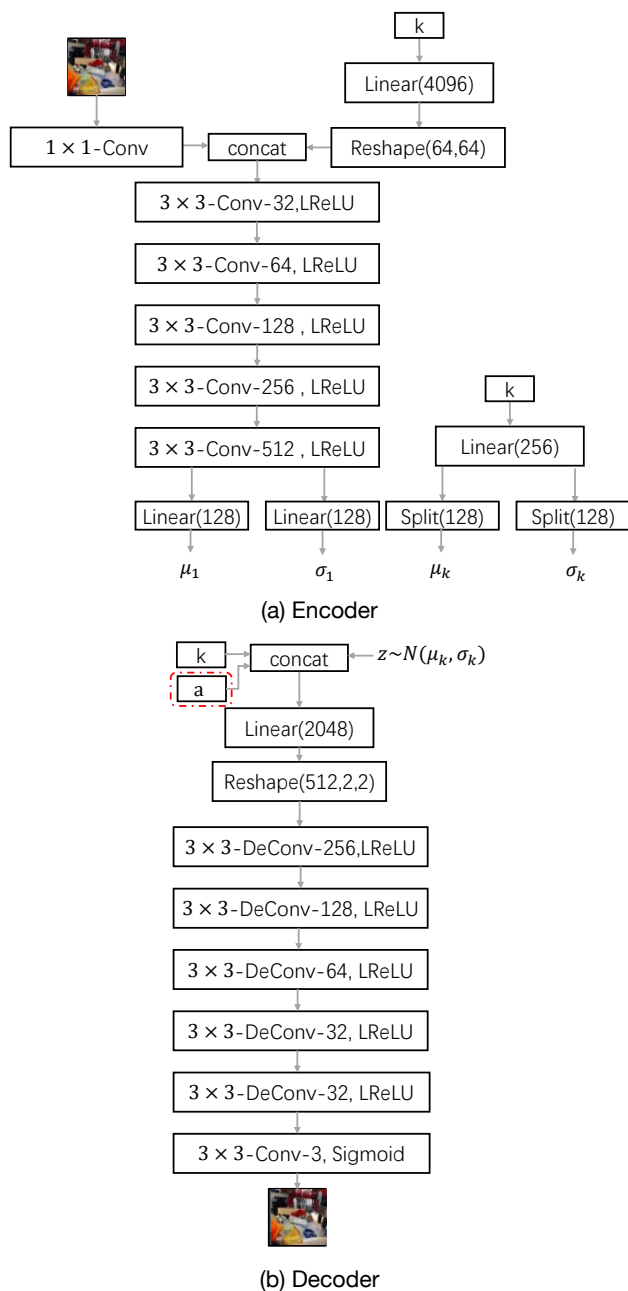 k
Linear(4096)
1 × 1-Conv
concat
Reshape(64,64)
3 × 3-Conv-32,LReLU
3 × 3-Conv-64, LReLU
3 × 3-Conv-128 , LReLU
3 × 3-Conv-256 , LReLU
k
3 × 3-Conv-512 , LReLU
Linear(256)
Linear(128)
Linear(128)
Split(128)
Split(128)
μ₁
σ₁
μₖ
σₖ
(a) Encoder
k
concat
z~N(μₖ, σₖ)
a
Linear(2048)
Reshape(512,2,2)
3 × 3-DeConv-256,LReLU
3 × 3-DeConv-128, LReLU
3 × 3-DeConv-64, LReLU
3 × 3-DeConv-32, LReLU
3 × 3-DeConv-32, LReLU
3 × 3-Conv-3, Sigmoid
(b) Decoder